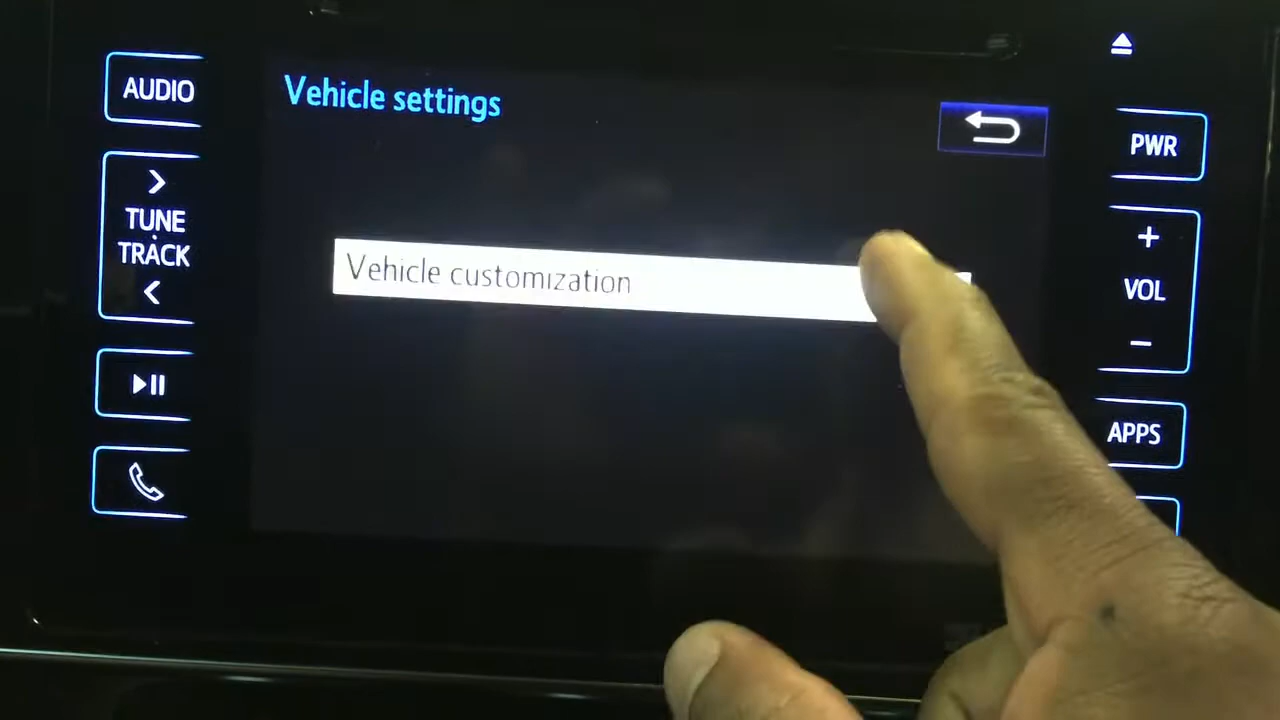 AUDIO
Vehicle settings
PWR
TUNE
TRACK
Vehicle customization
+
VOL
-
APPS